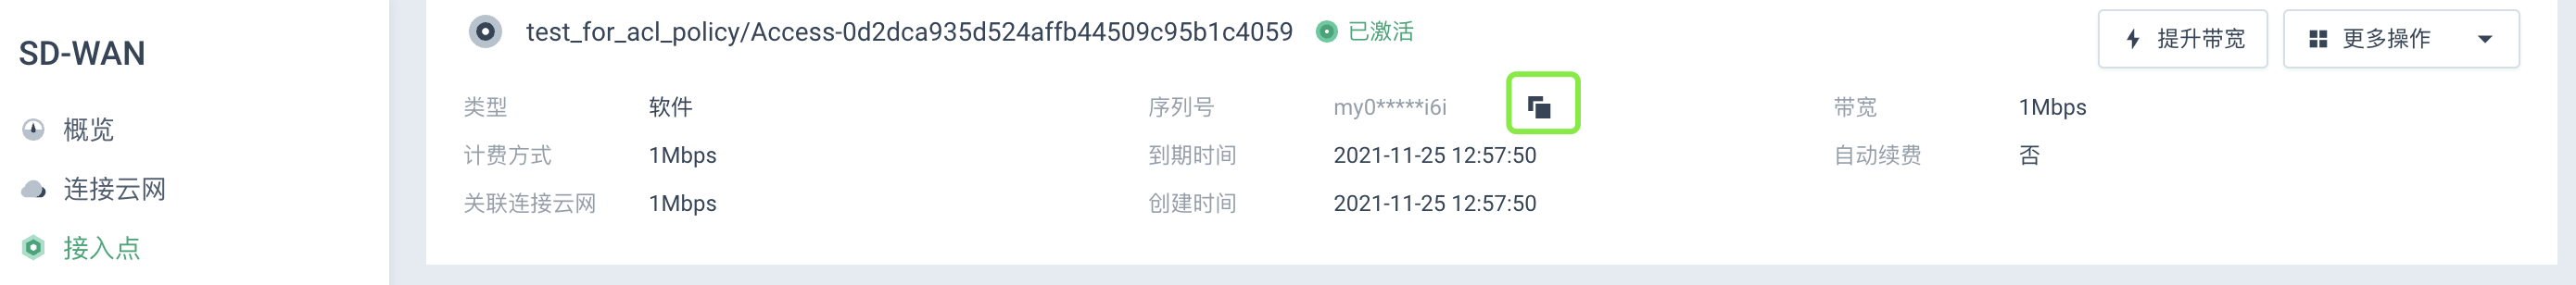 SD-WAN
概览
连接云网
接入点
test_for_acl_policy/Access-0d2dca935d524affb44509c95b1c4059 已激活
提升带宽 更多操作
类型 软件 序列号 my0*****i6i 带宽 1Mbps
计费方式 1Mbps 到期时间 2021-11-25 12:57:50 自动续费 否
关联连接云网 1Mbps 创建时间 2021-11-25 12:57:50